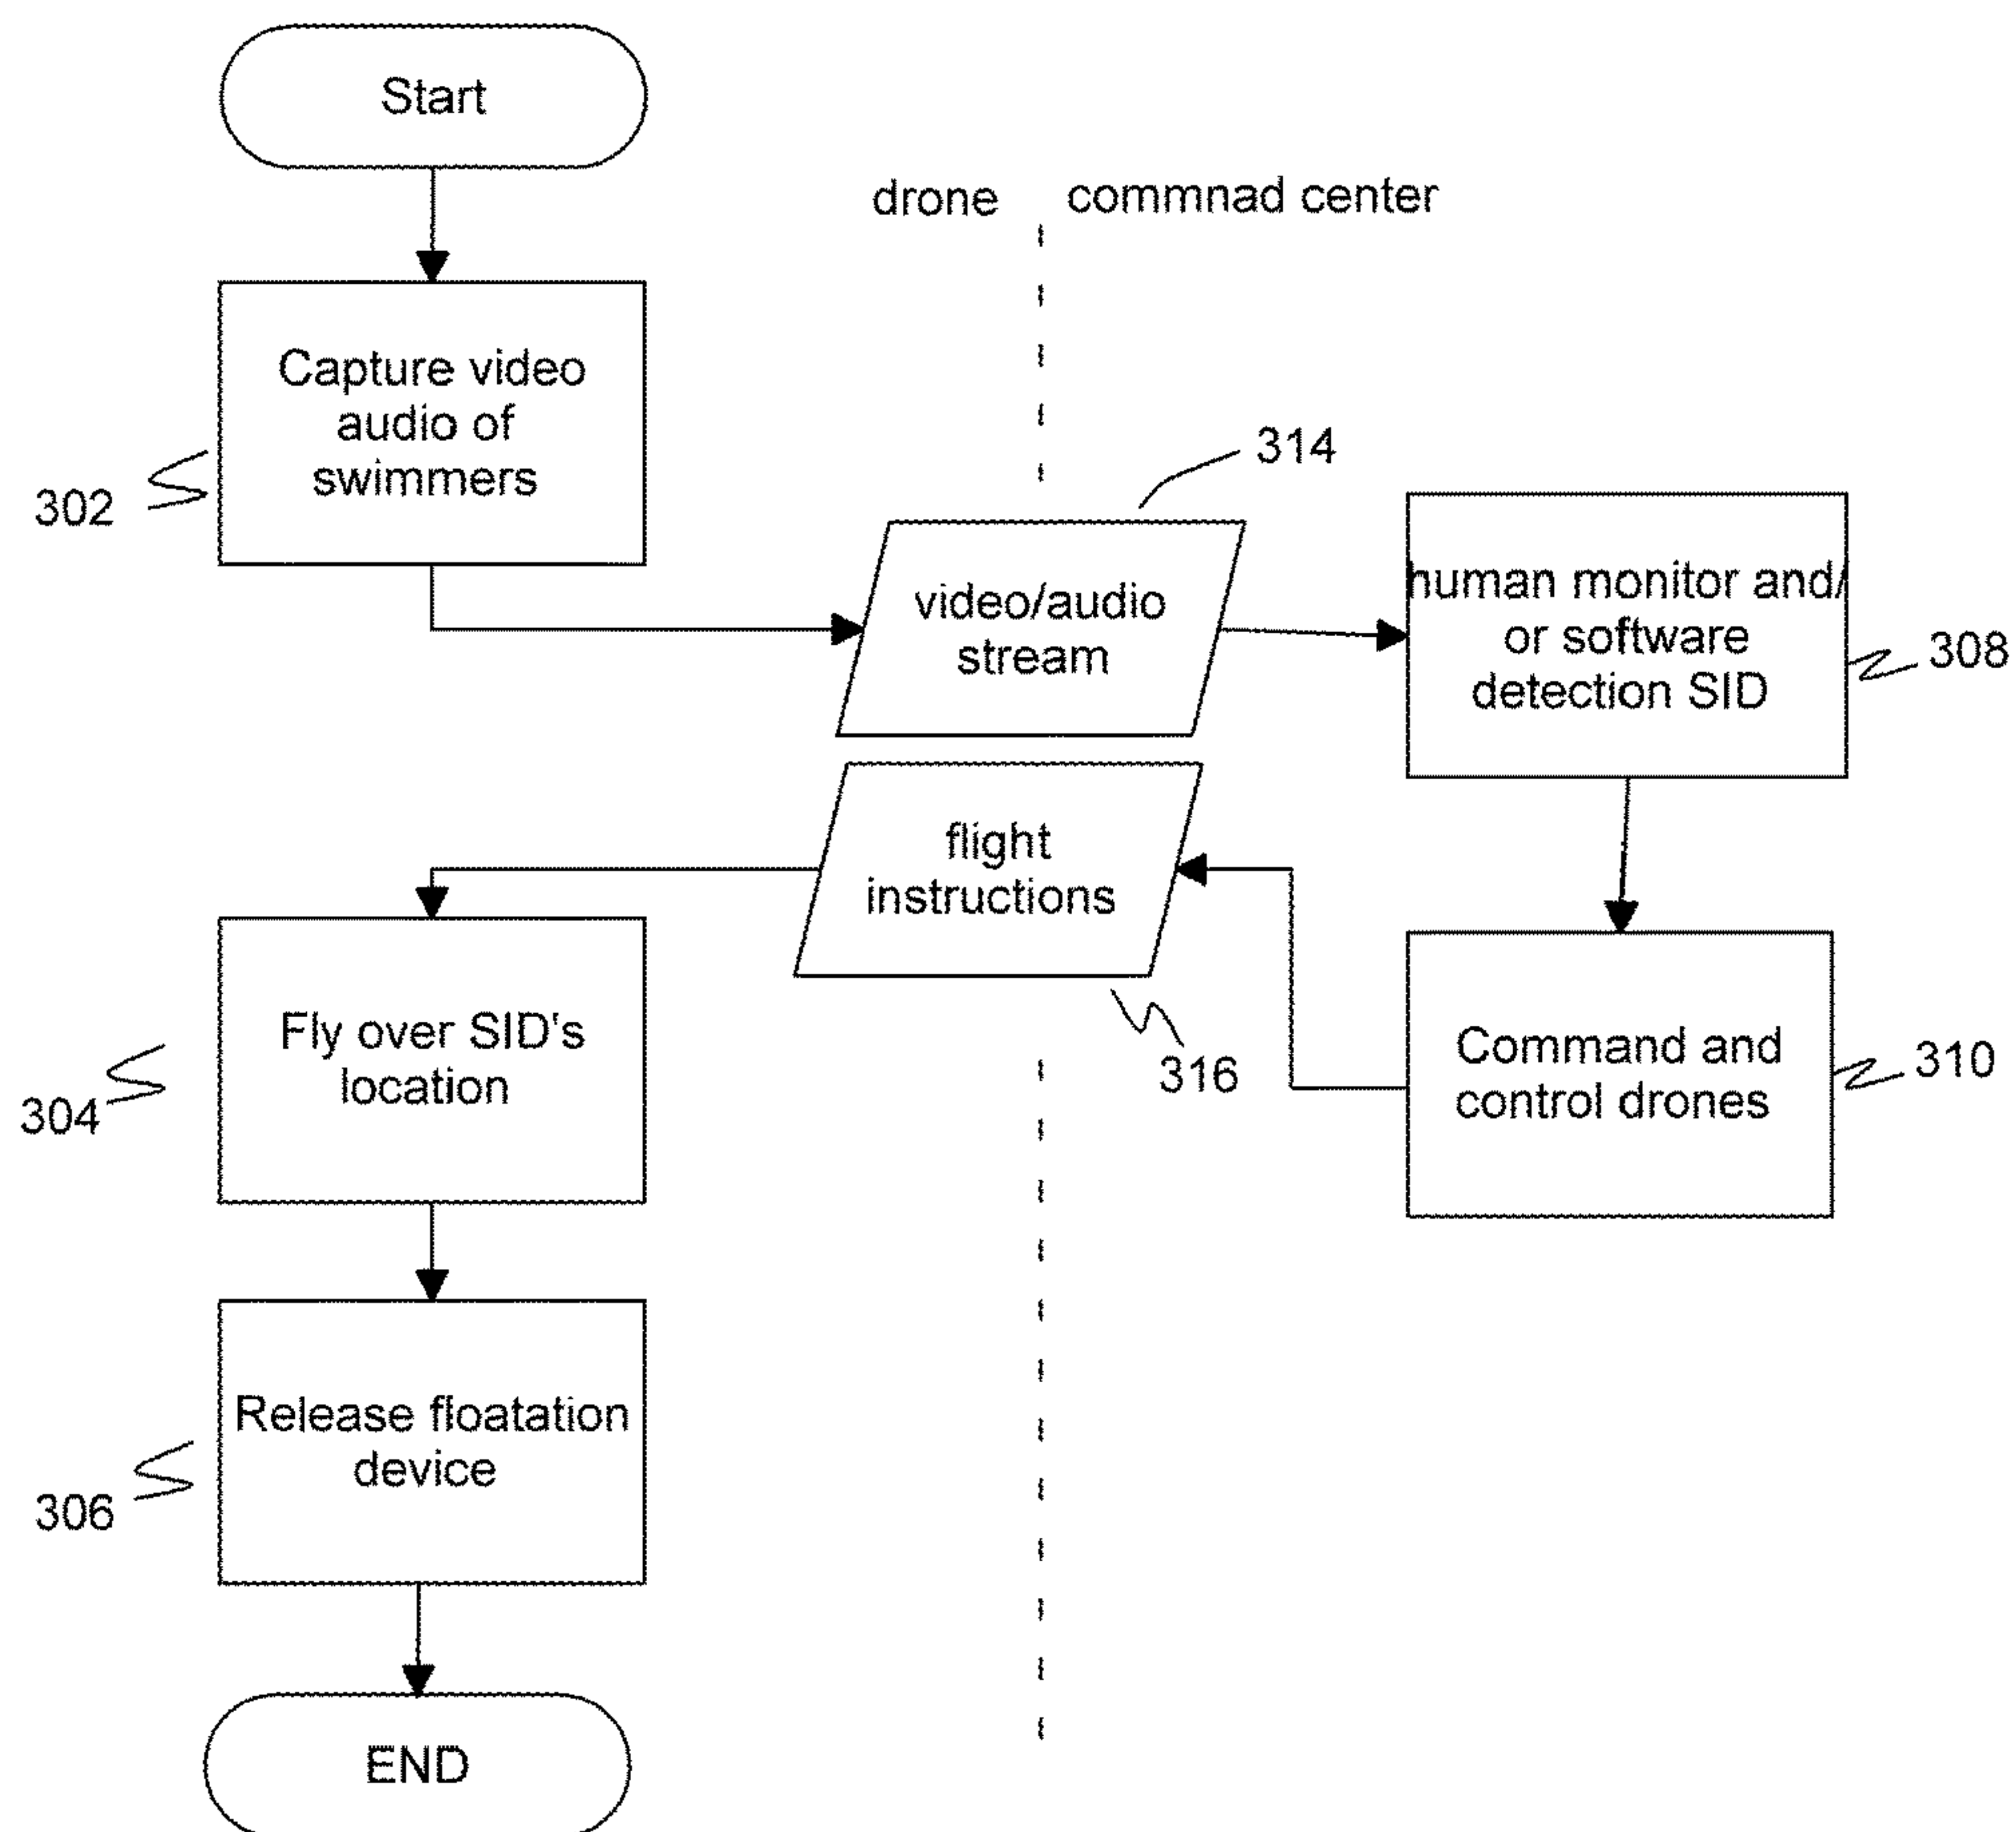 Start
drone
commnad center
Capture video
audio of
swimmers
302
314
video/audio
stream
human monitor and/
or software
detection SID
308
flight
instructions
316
Command and
control drones
310
Fly over SID's
location
304
Release floatation
device
306
END